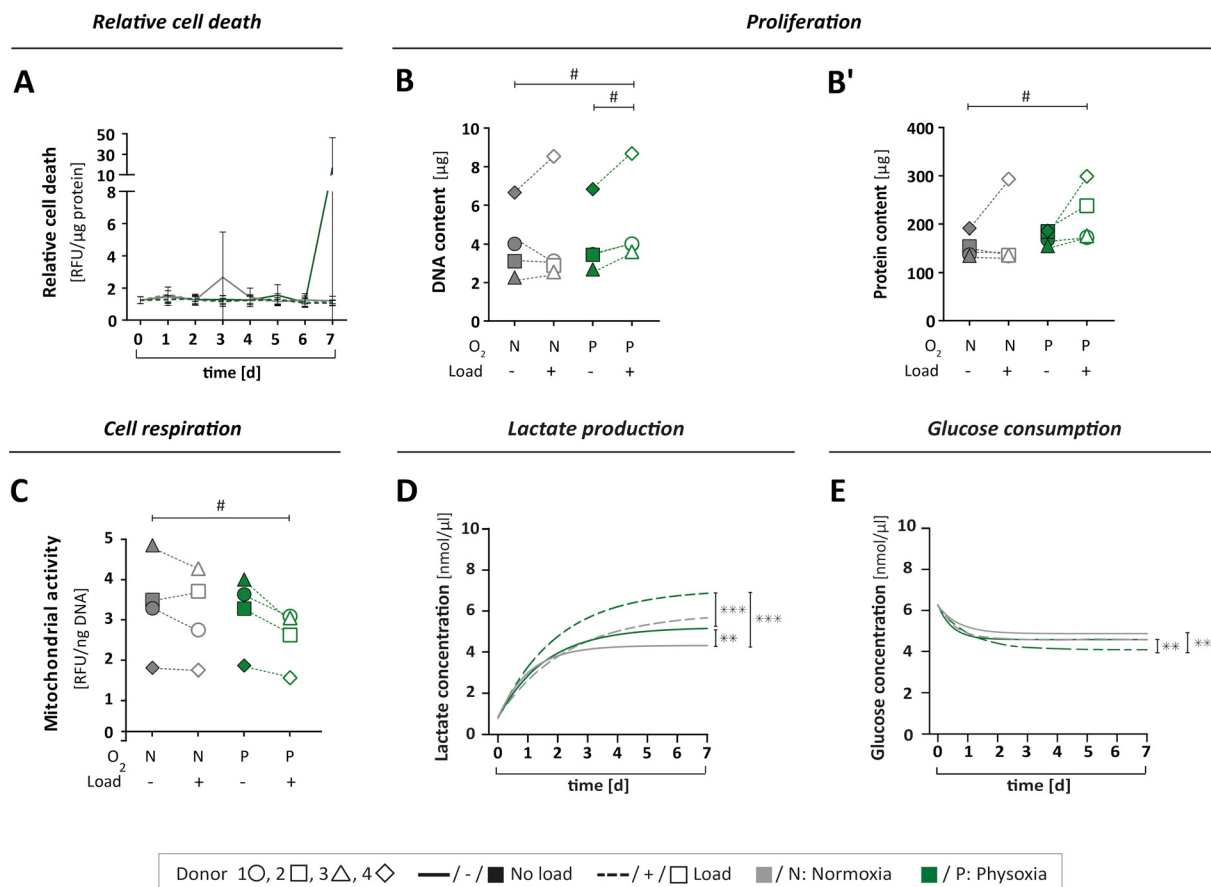 Relative cell death
Proliferation
A
Relative cell death
[RFU/µg protein]
50
30
10
8
6
4
2
0
0 1 2 3 4 5 6 7
time [d]
B
#
#
DNA content [µg]
10
8
6
4
2
0
O2 N N P P
Load - + - +
B'
#
Protein content [µg]
400
300
200
100
0
O2 N N P P
Load - + - +
Cell respiration
Lactate production
Glucose consumption
C
#
Mitochondrial activity
[RFU/ng DNA]
5
4
3
2
1
0
O2 N N P P
Load - + - +
D
Lactate concentration [nmol/µl]
10
8
6
4
2
0
0 1 2 3 4 5 6 7
time [d]
***
**
***
E
Glucose concentration [nmol/µl]
10
8
6
4
2
0
0 1 2 3 4 5 6 7
time [d]
**
**
Donor 1○, 2□, 3△, 4◇ — / - / ■ No load --- / + / □ Load ■ / N: Normoxia ■ / P: Physoxia